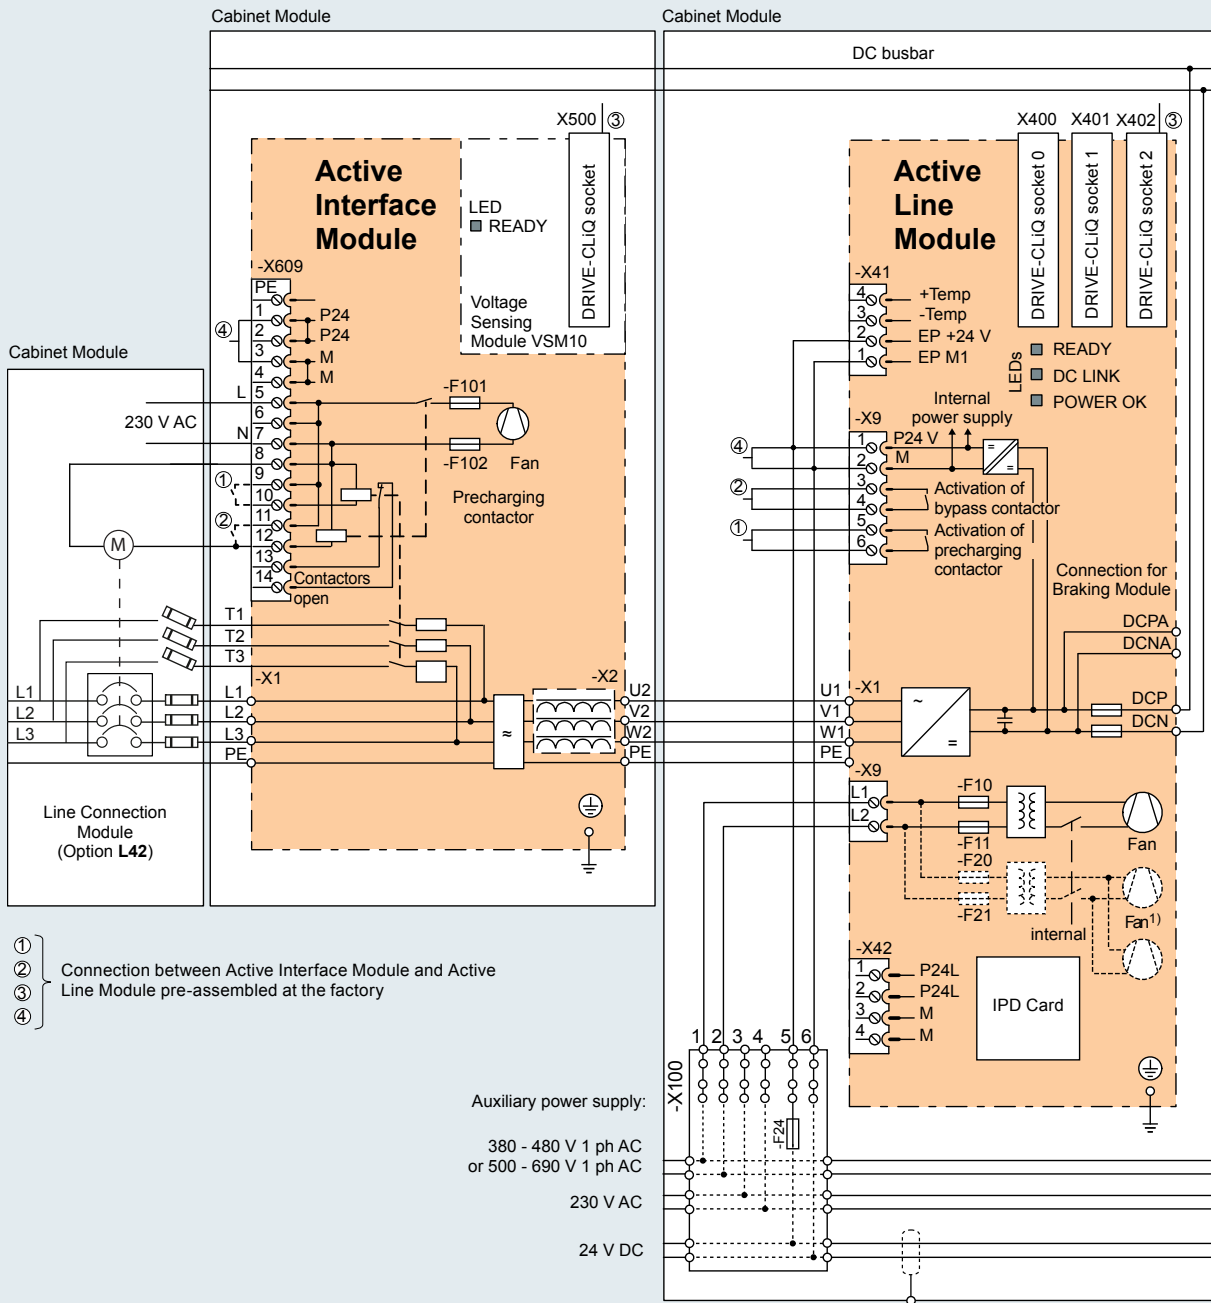 Cabinet Module
Cabinet Module
DC busbar
X500 ③
X400 X401 X402 ③
Active
Interface
Module
LED
READY
DRIVE-CLiQ socket
Voltage
Sensing
Module VSM10
Active
Line
Module
DRIVE-CLiQ socket 0
DRIVE-CLiQ socket 1
DRIVE-CLiQ socket 2
-X609
PE
1 P24
2 P24
3 M
4 M
④
5
6
7
8
9
10
11
12
13
14
Cabinet Module
L
230 V AC
N
①
②
M
-F101
-F102
Fan
Precharging
contactor
Contactors
open
-X41
4 +Temp
3 -Temp
2 EP +24 V
1 EP M1
LEDs
READY
DC LINK
POWER OK
-X9
Internal
power supply
④
1 P24 V
2 M
②
3 Activation of
4 bypass contactor
①
5 Activation of
6 precharging
contactor
=
=
Connection for
Braking Module
DCPA
DCNA
T1
T2
T3
-X1
L1 L1
L2 L2
L3 L3
PE
≈
-X2
U2
V2
W2
PE
U1 -X1
V1
W1
PE
~
=
DCP
DCN
Line Connection
Module
(Option L42)
-X9
L1
L2
-F10
-F11
-F20
-F21
Fan
Fan1)
internal
①
②
③
④
Connection between Active Interface Module and Active
Line Module pre-assembled at the factory
-X42
1 P24L
2 P24L
3 M
4 M
IPD Card
1 2 3 4 5 6
-X100
-F24
Auxiliary power supply:
380 - 480 V 1 ph AC
or 500 - 690 V 1 ph AC
230 V AC
24 V DC